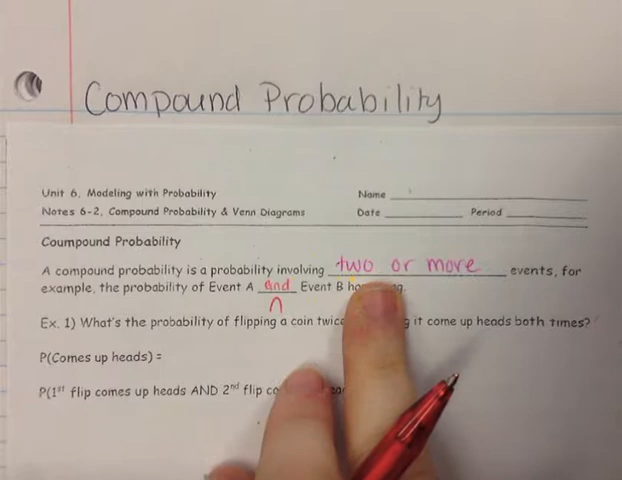 Compound Probability
Unit 6, Modeling with Probability Name
Notes 6-2, Compound Probability & Venn Diagrams Date Period
Coumpound Probability
A compound probability is a probability involving two or more events, for
example, the probability of Event A and Event B
∩
Ex. 1) What's the probability of flipping a coin twice it come up heads both times?
P(Comes up heads) =
P(1st flip comes up heads AND 2nd flip